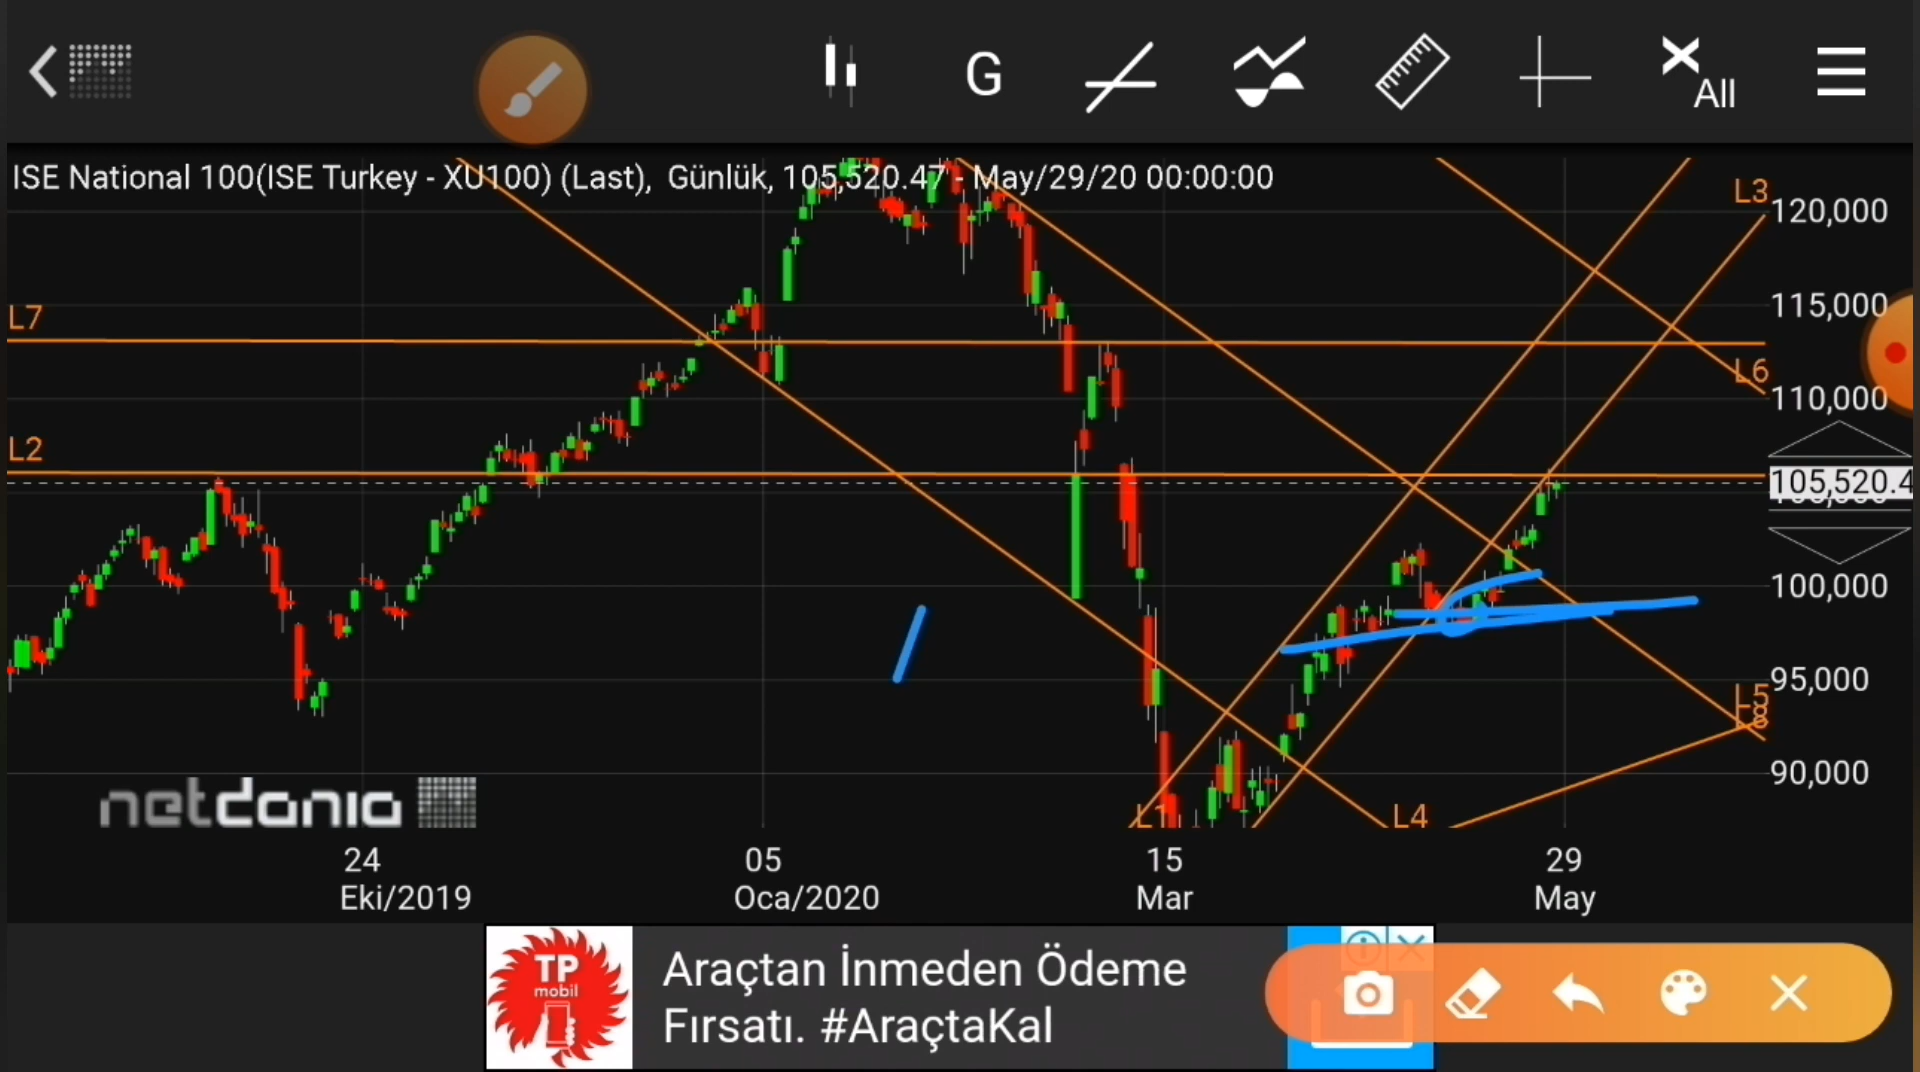 G
All
ISE National 100(ISE Turkey - XU100) (Last), Günlük, 105,520.47 - May/29/20 00:00:00
L3
120,000
115,000
L7
L6
110,000
L2
105,520.4
100,000
L5
95,000
90,000
L1
L4
netdania
24
05
15
29
Eki/2019
Oca/2020
Mar
May
TP
mobil
Araçtan İnmeden Ödeme
Fırsatı. #AraçtaKal